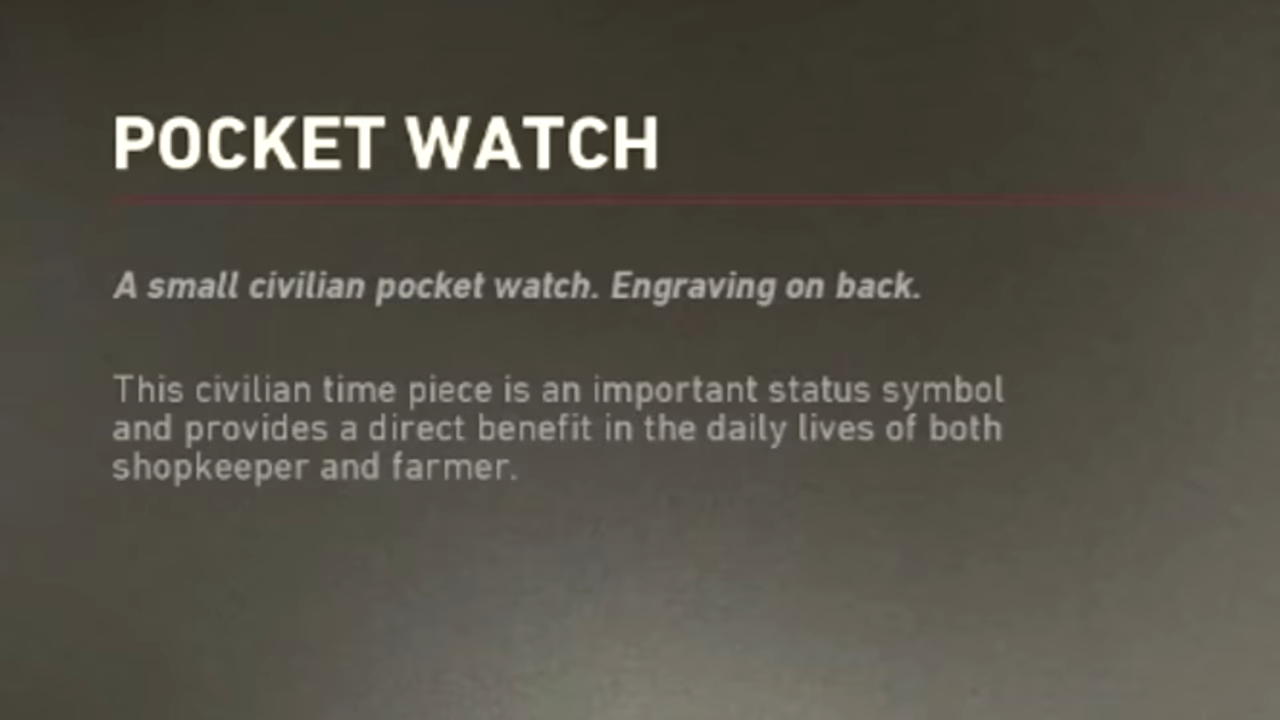 POCKET WATCH
A small civilian pocket watch. Engraving on back.
This civilian time piece is an important status symbol
and provides a direct benefit in the daily lives of both
shopkeeper and farmer.